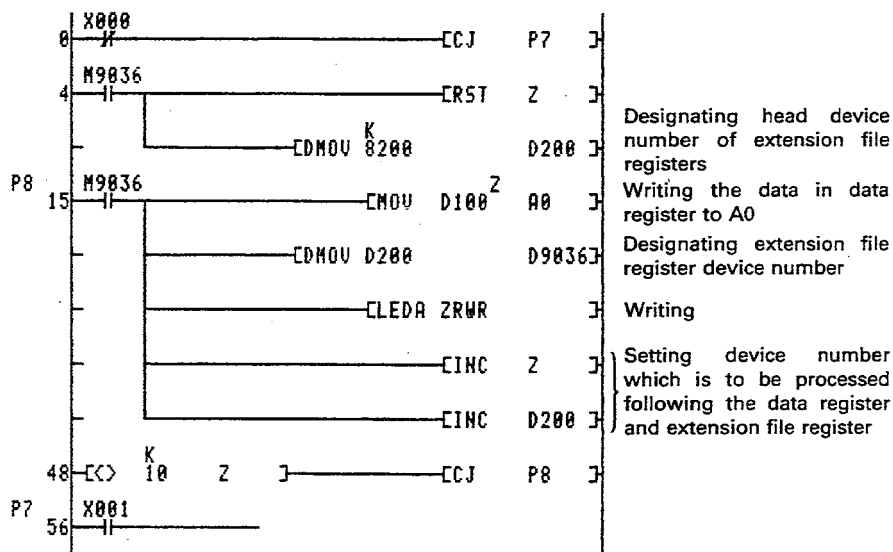 X000
0 CJ P7
M9036
4 RST Z
K
DMOV 8200 D200
Designating head device
number of extension file
registers
P8 M9036
15 MOV D100 Z A0
Writing the data in data
register to A0
DMOV D200 D9036
Designating extension file
register device number
LEDA ZRWR
Writing
INC Z
INC D200
Setting device number
which is to be processed
following the data register
and extension file register
K
48 <> 10 Z CJ P8
P7 X001
56